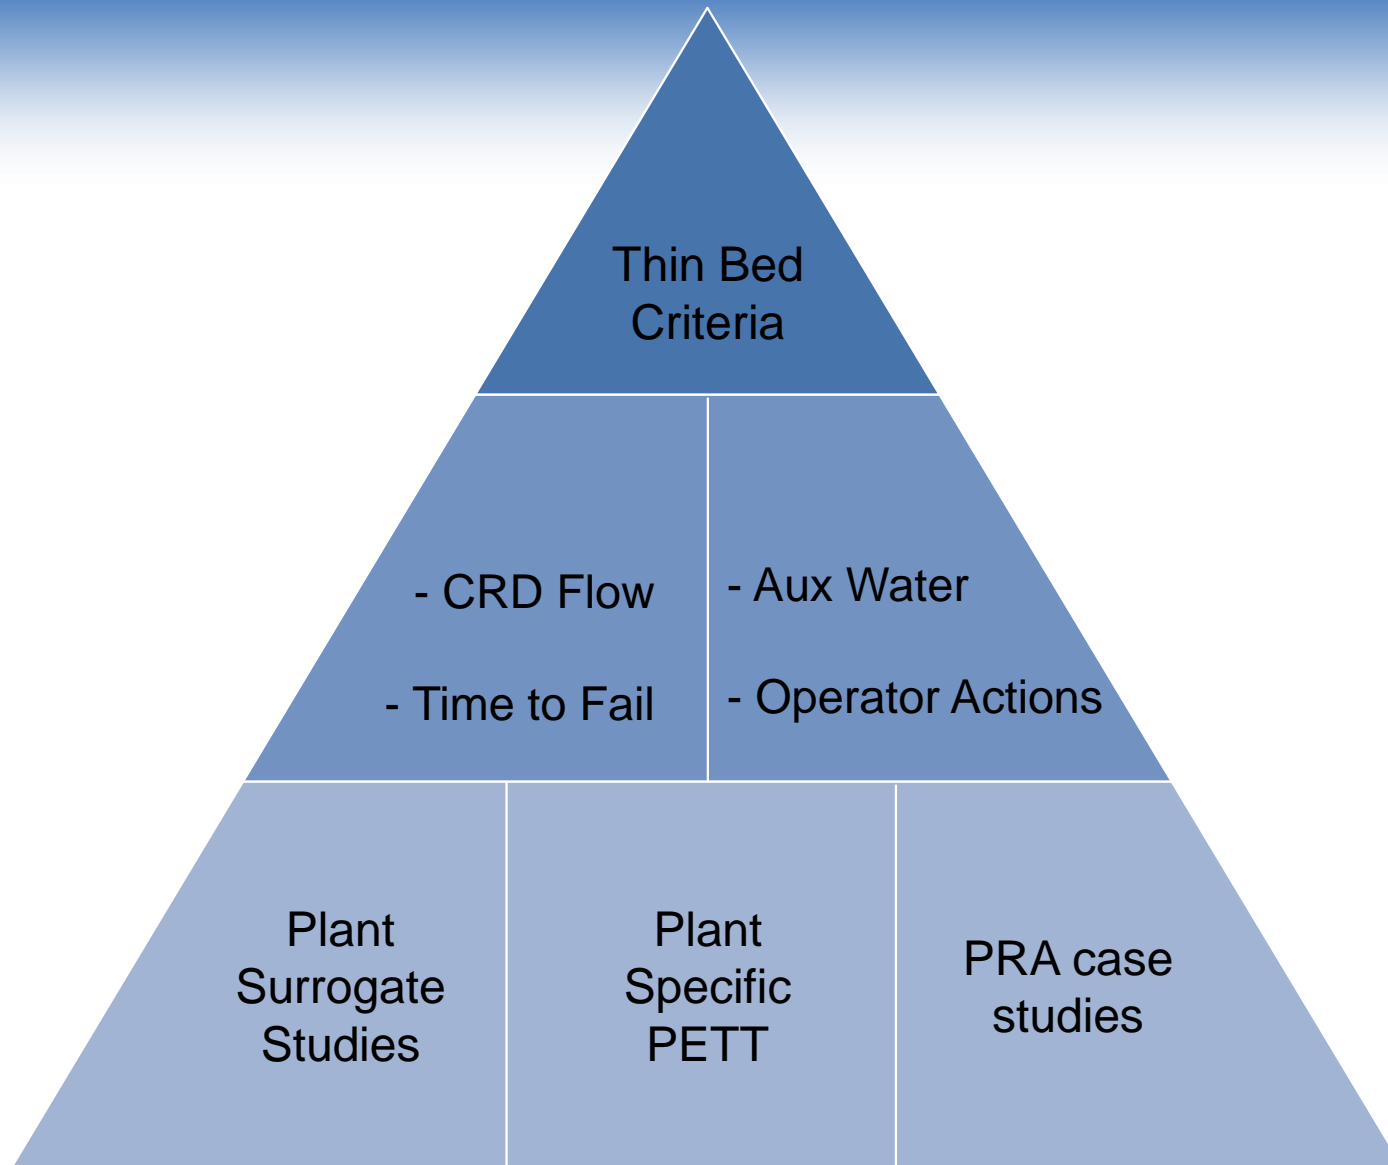 Thin Bed
Criteria
- CRD Flow
- Time to Fail
- Aux Water
- Operator Actions
Plant
Surrogate
Studies
Plant
Specific
PETT
PRA case
studies